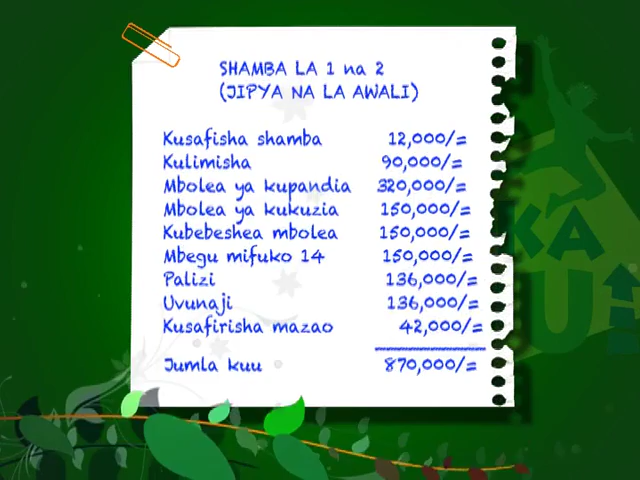 SHAMBA LA 1 na 2
(JIPYA NA LA AWALI)
Kusafisha shamba 12,000/=
Kulimisha 90,000/=
Mbolea ya kupandia 320,000/=
Mbolea ya kukuzia 150,000/=
Kubebeshea mbolea 150,000/=
Mbegu mifuko 14 150,000/=
Palizi 136,000/=
Uvunaji 136,000/=
Kusafirisha mazao 42,000/=
Jumla kuu 870,000/=